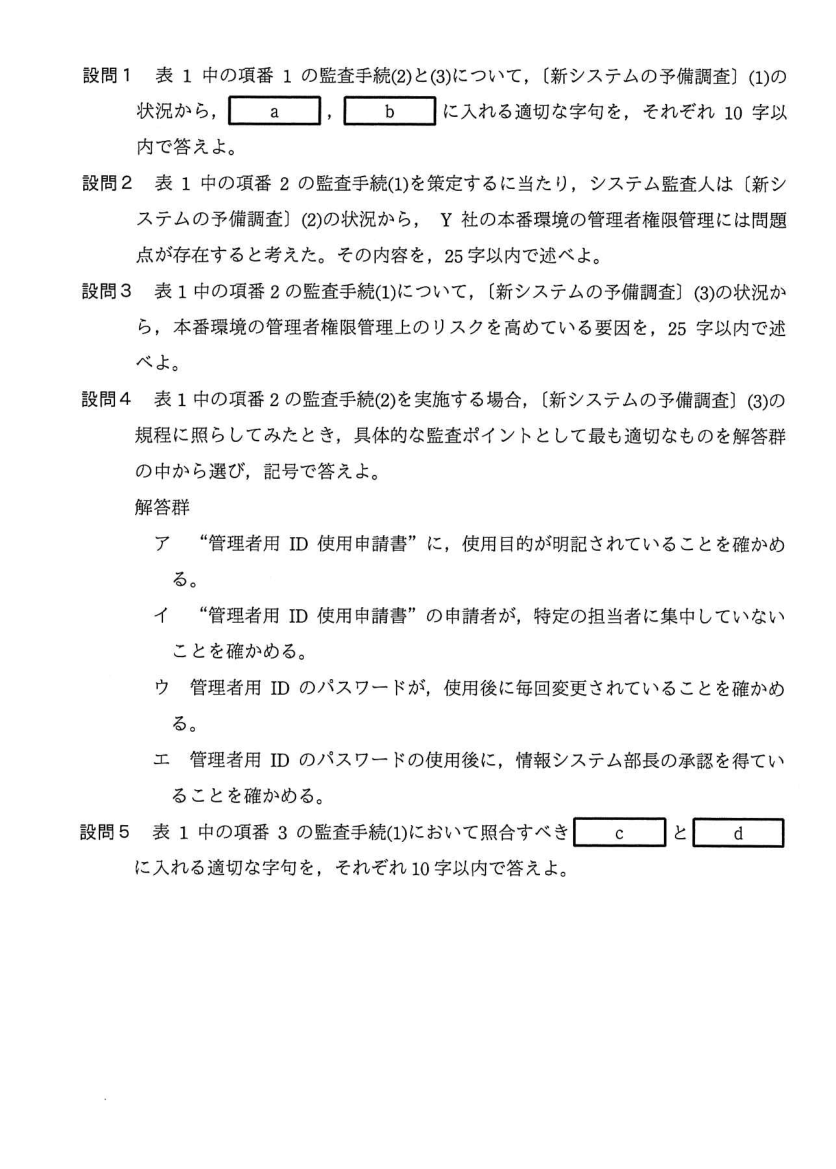 設問1 表 1 中の項番 1 の監査手続(2)と(3)について，〔新システムの予備調査〕(1)の
状況から， a ， b に入れる適切な字句を，それぞれ 10 字以
内で答えよ。
設問2 表 1 中の項番 2 の監査手続(1)を策定するに当たり，システム監査人は〔新シ
ステムの予備調査〕(2)の状況から， Y 社の本番環境の管理者権限管理には問題
点が存在すると考えた。その内容を，25 字以内で述べよ。
設問3 表 1 中の項番 2 の監査手続(1)について，〔新システムの予備調査〕(3)の状況か
ら，本番環境の管理者権限管理上のリスクを高めている要因を，25 字以内で述
べよ。
設問4 表 1 中の項番 2 の監査手続(2)を実施する場合，〔新システムの予備調査〕(3)の
規程に照らしてみたとき，具体的な監査ポイントとして最も適切なものを解答群
の中から選び，記号で答えよ。
解答群
ア “管理者用 ID 使用申請書”に，使用目的が明記されていることを確かめ
る。
イ “管理者用 ID 使用申請書”の申請者が，特定の担当者に集中していない
ことを確かめる。
ウ 管理者用 ID のパスワードが，使用後に毎回変更されていることを確かめ
る。
エ 管理者用 ID のパスワードの使用後に，情報システム部長の承認を得てい
ることを確かめる。
設問5 表 1 中の項番 3 の監査手続(1)において照合すべき c と d
に入れる適切な字句を，それぞれ 10 字以内で答えよ。